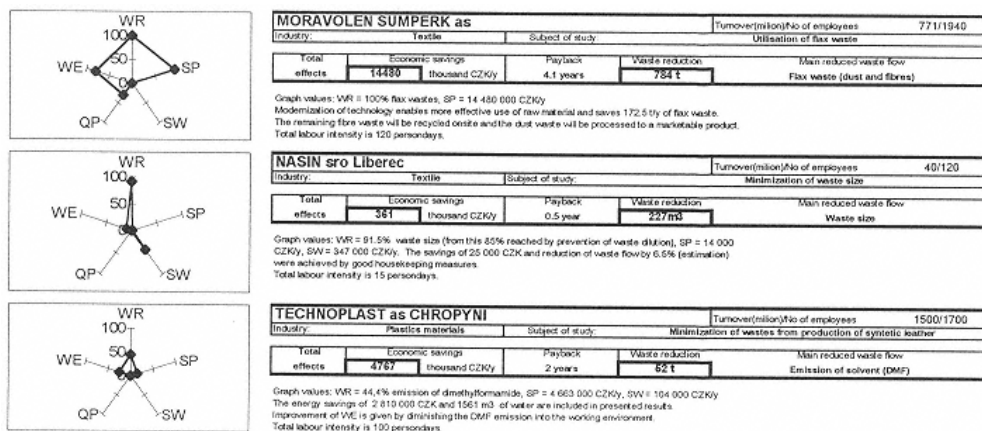 WR
100
50
0
WE
SP
QP
SW
MORAVOLEN SUMPERK as
Turnover(milion)/No of employees 771/1940
Industry: Textile Subject of study: Utilisation of flax waste
Total Economic savings Payback Waste reduction Main reduced waste flow
effects 14480 thousand CZK/y 4.1 years 784 t Flax waste (dust and fibres)
Graph values: WR = 100% flax wastes, SP = 14 480 000 CZK/y
Modernization of technology enables more effective use of raw material and saves 172.5 t/y of flax waste.
The remaining fibre waste will be recycled onsite and the dust waste will be processed to a marketable product.
Total labour intensity is 120 persondays.
WR
100
50
0
WE
SP
QP
SW
NASIN sro Liberec
Turnover(milion)/No of employees 40/120
Industry: Textile Subject of study: Minimization of waste size
Total Economic savings Payback Waste reduction Main reduced waste flow
effects 361 thousand CZK/y 0.5 year 227m3 Waste size
Graph values: WR = 91.5% waste size (from this 85% reached by prevention of waste dilution), SP = 14 000
CZK/y, SW = 347 000 CZK/y. The savings of 25 000 CZK and reduction of waste flow by 6.5% (estimation)
were achieved by good housekeeping measures.
Total labour intensity is 15 persondays.
WR
100
50
0
WE
SP
QP
SW
TECHNOPLAST as CHROPYNI
Turnover(milion)/No of employees 1500/1700
Industry: Plastics materials Subject of study: Minimization of wastes from production of syntetic leather
Total Economic savings Payback Waste reduction Main reduced waste flow
effects 4767 thousand CZK/y 2 years 62 t Emission of solvent (DMF)
Graph values: WR = 44,4% emission of dimethylformamide, SP = 4 663 000 CZK/y, SW = 104 000 CZK/y
The energy savings of 2 810 000 CZK and 1561 m3 of water are included in presented results.
Improvement of WE is given by diminishing the DMF emission into the working environment.
Total labour intensity is 100 persondays